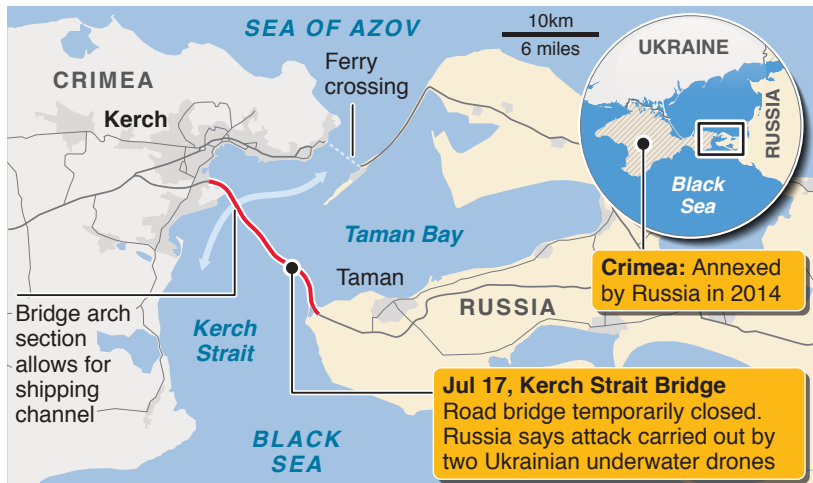 SEA OF AZOV
10km
6 miles
UKRAINE
RUSSIA
Black
Sea
CRIMEA
Kerch
Ferry
crossing
Taman Bay
Taman
RUSSIA
Crimea: Annexed
by Russia in 2014
Bridge arch
section
allows for
shipping
channel
Kerch
Strait
Jul 17, Kerch Strait Bridge
Road bridge temporarily closed.
Russia says attack carried out by
two Ukrainian underwater drones
BLACK
SEA